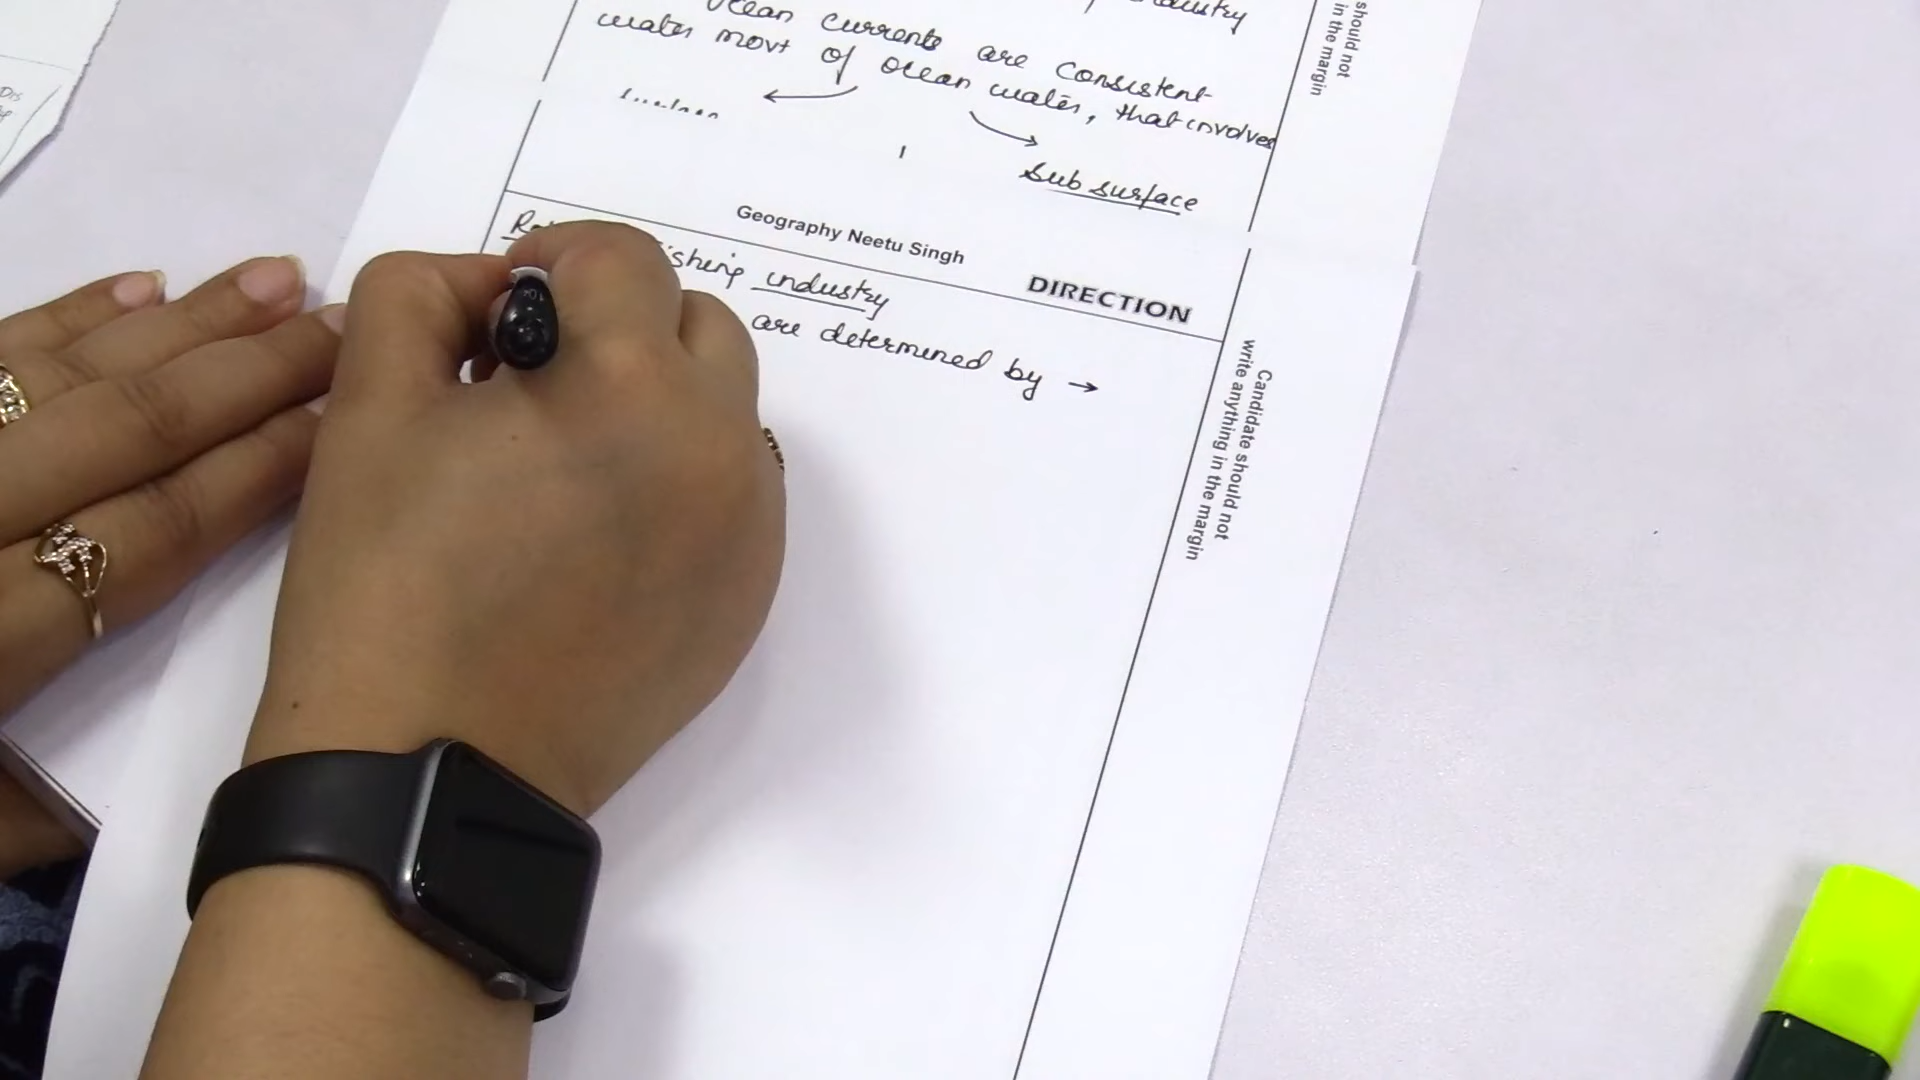 should not
in the margin
ocean currents are consistent
water movt of ocean water, that involves
sub surface
Geography Neetu Singh
DIRECTION
industry
are determined by →
Candidate should not
write anything in the margin